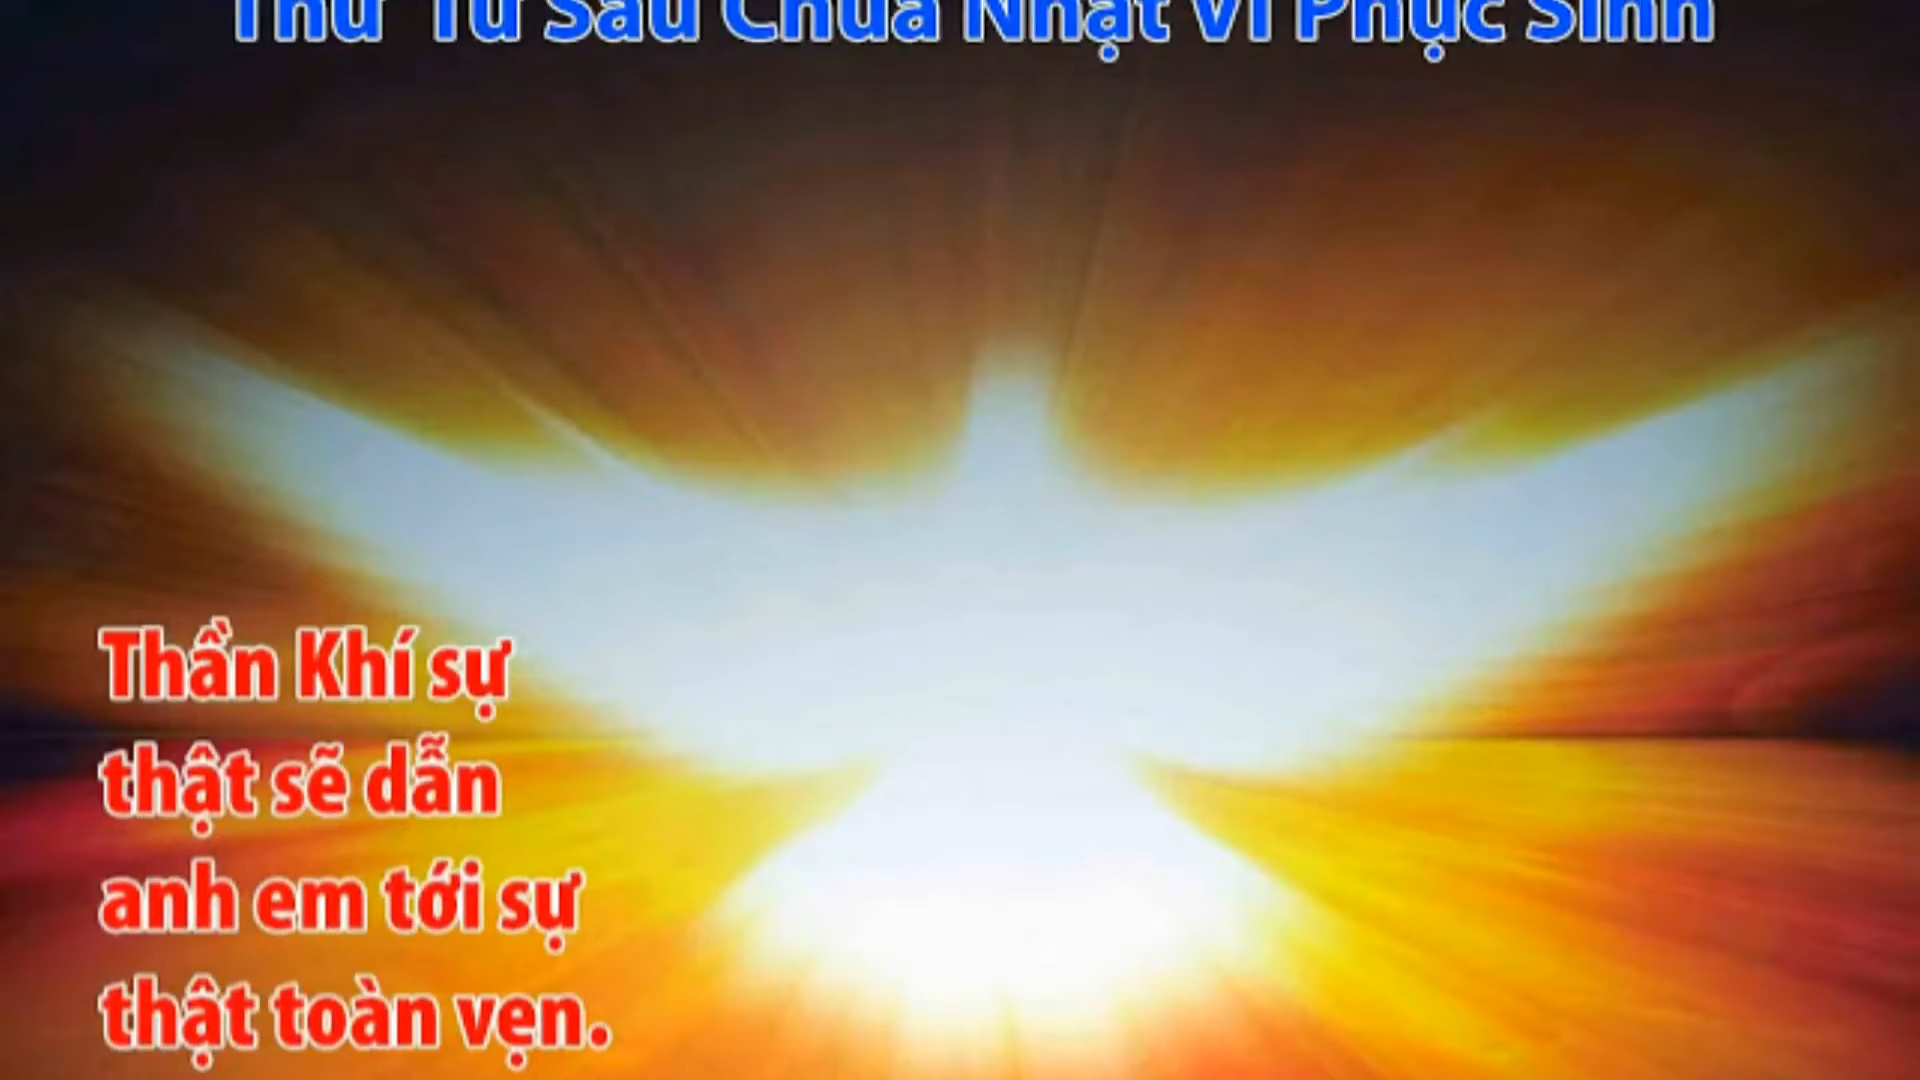 Thứ Tư Sau Chúa Nhật VI Phục Sinh
Thần Khí sự
thật sẽ dẫn
anh em tới sự
thật toàn vẹn.